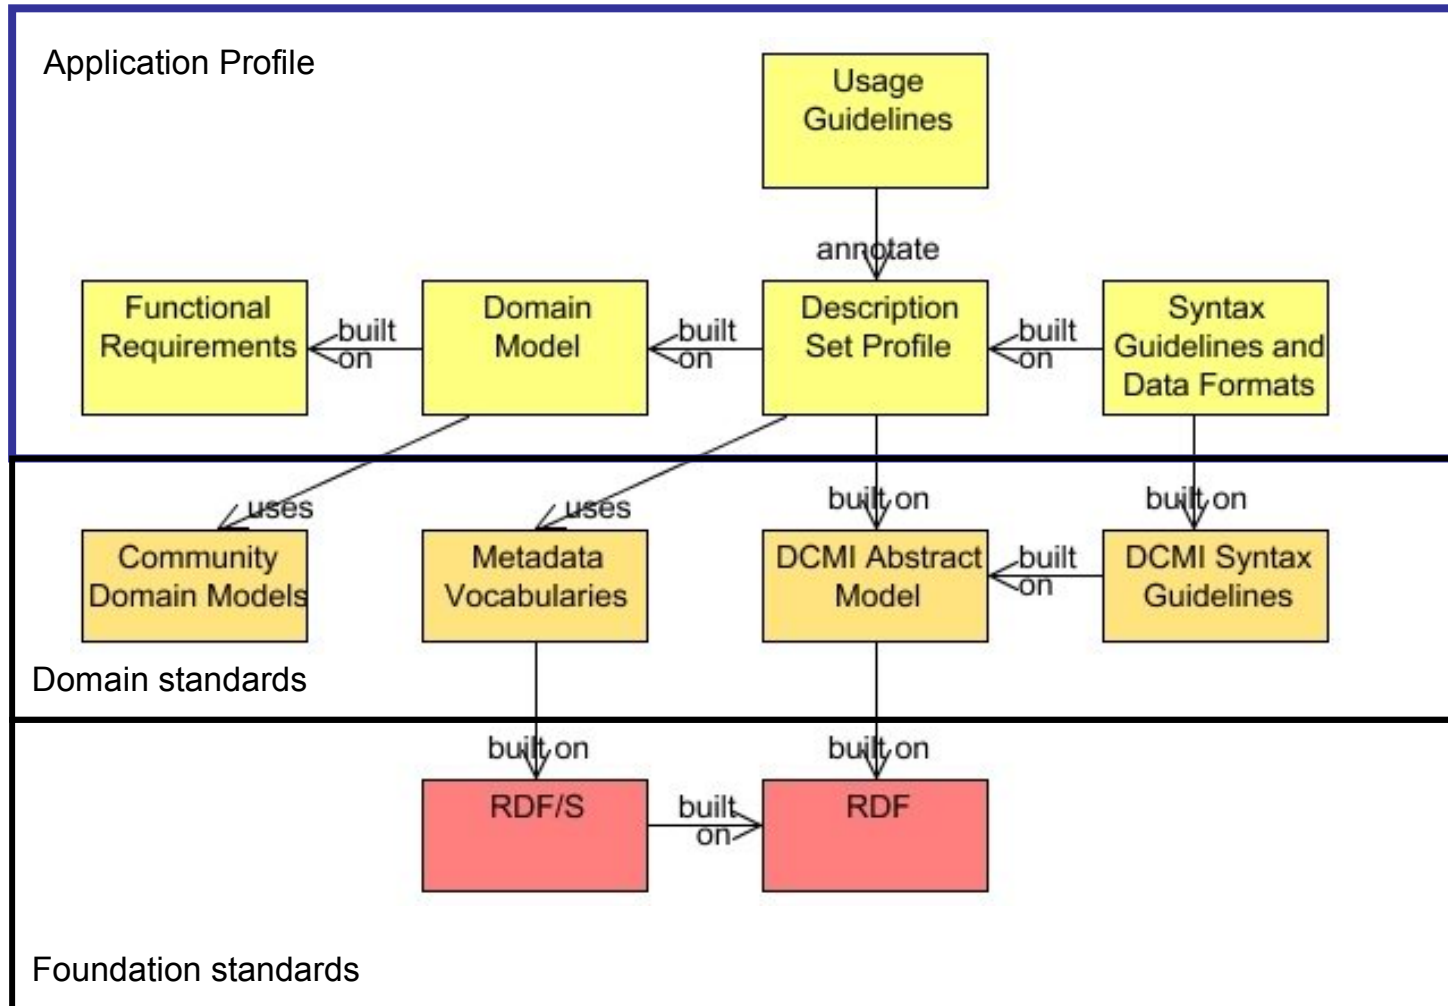 Application Profile
Usage
Guidelines
annotate
Functional
Requirements
built
on
Domain
Model
built
on
Description
Set Profile
built
on
Syntax
Guidelines and
Data Formats
uses
uses
built on
built on
Community
Domain Models
Metadata
Vocabularies
DCMI Abstract
Model
built
on
DCMI Syntax
Guidelines
Domain standards
built on
built on
RDF/S
built
on
RDF
Foundation standards